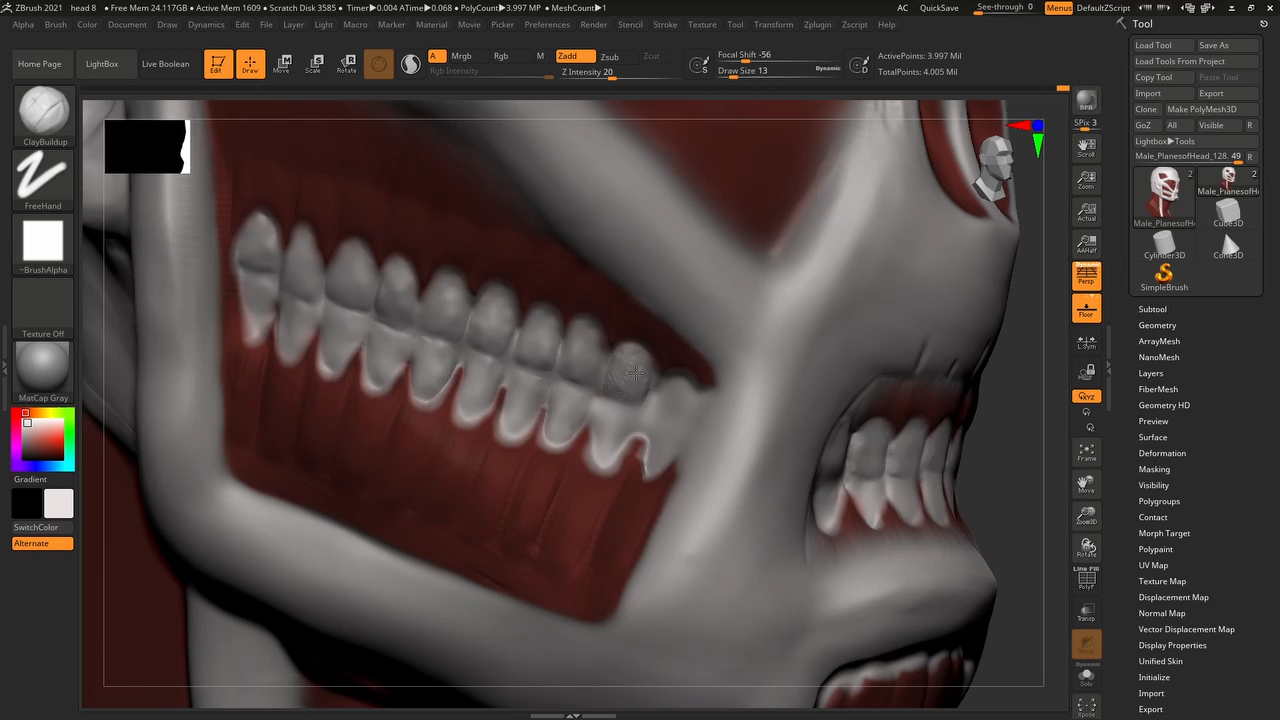 ZBrush 2021 head 8 • Free Mem 24.117GB • Active Mem 1609 • Scratch Disk 3585 • Timer▶0.004 ATime▶0.068 • PolyCount▶3.997 MP • MeshCount▶1 AC QuickSave See-through 0 Menus DefaultZScript
Alpha Brush Color Document Draw Dynamics Edit File Layer Light Macro Marker Material Movie Picker Preferences Render Stencil Stroke Texture Tool Transform Zplugin Zscript Help
Home Page LightBox Live Boolean
Edit Draw Move Scale Rotate
A Mrgb Rgb M
Rgb Intensity
Zadd Zsub Zcut
Z Intensity 20
S
Focal Shift -56
Draw Size 13 Dynamic
D
ActivePoints: 3.997 Mil
TotalPoints: 4.005 Mil
ClayBuildup
FreeHand
~BrushAlpha
Texture Off
MatCap Gray
Gradient
SwitchColor
Alternate
BPR
SPix 3
Scroll
Zoom
Actual
AAHalf
Dynamic
Persp
Floor
L.Sym
XYZ
Frame
Move
Zoom3D
Rotate
Line Fill
PolyF
Transp
Dynamic
Solo
Xpose
Tool
Load Tool Save As
Load Tools From Project
Copy Tool Paste Tool
Import Export
Clone Make PolyMesh3D
GoZ All Visible R
Lightbox▶Tools
Male_PlanesofHead_128. 49 R
2 2
Male_PlanesofHe
Male_PlanesofHe Cube3D
Cylinder3D Cone3D
SimpleBrush
Subtool
Geometry
ArrayMesh
NanoMesh
Layers
FiberMesh
Geometry HD
Preview
Surface
Deformation
Masking
Visibility
Polygroups
Contact
Morph Target
Polypaint
UV Map
Texture Map
Displacement Map
Normal Map
Vector Displacement Map
Display Properties
Unified Skin
Initialize
Import
Export